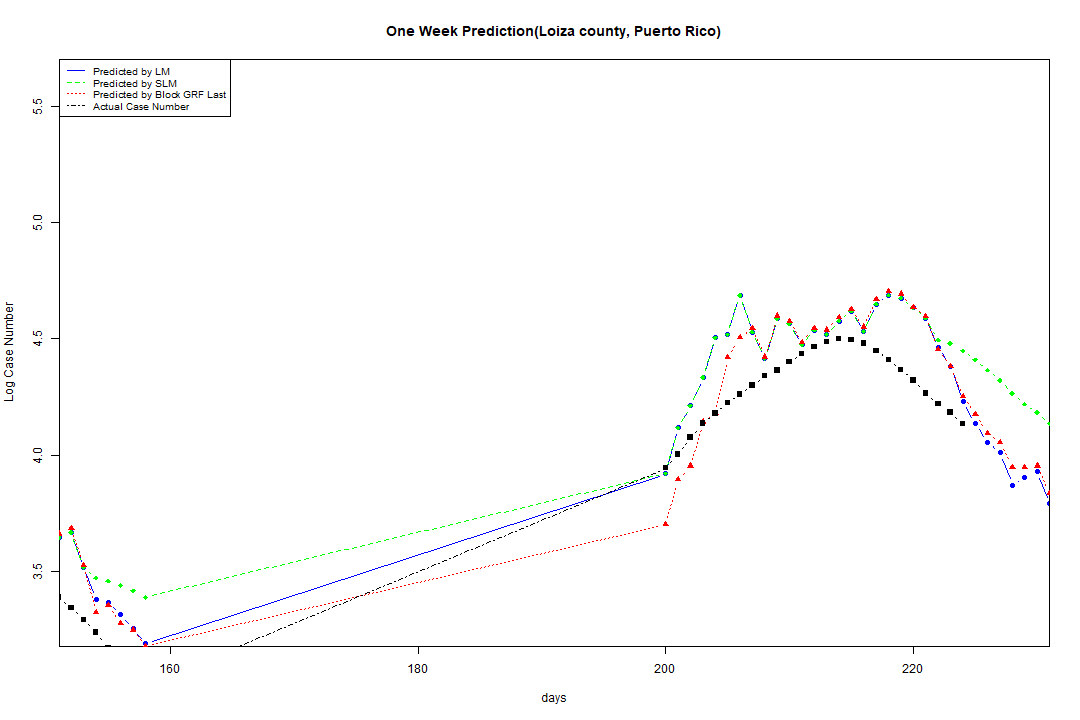 One Week Prediction(Loiza county, Puerto Rico)
Predicted by LM
Predicted by SLM
Predicted by Block GRF Last
Actual Case Number
5.5
5.0
4.5
4.0
3.5
Log Case Number
160
180
200
220
days